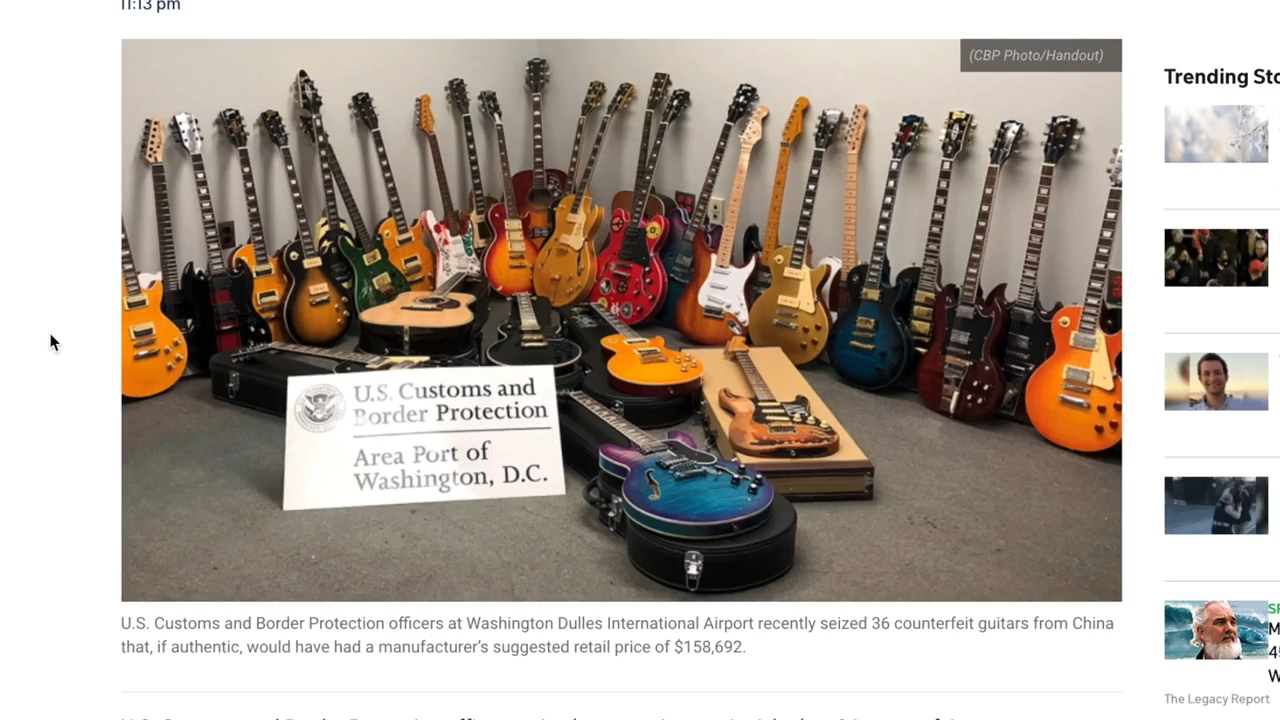 11:13 pm
(CBP Photo/Handout)
Trending Sto
U.S. Customs and
Border Protection
Area Port of
Washington, D.C.
U.S. Customs and Border Protection officers at Washington Dulles International Airport recently seized 36 counterfeit guitars from China
that, if authentic, would have had a manufacturer's suggested retail price of $158,692.
The Legacy Report